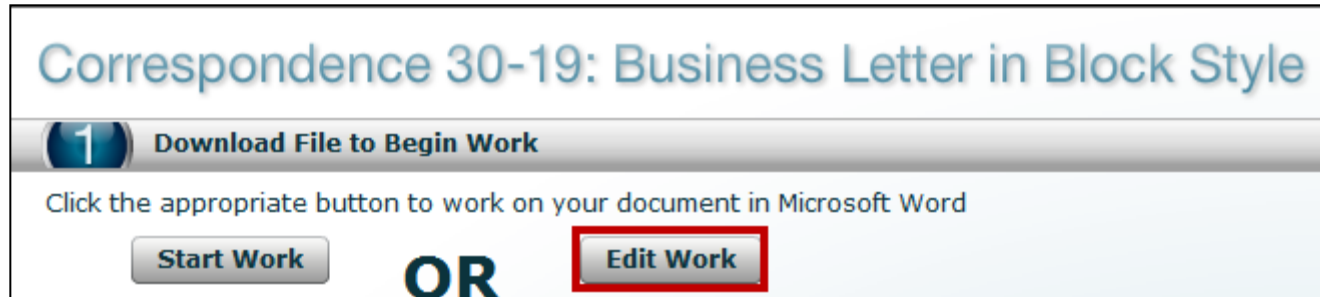 Correspondence 30-19: Business Letter in Block Style
1 Download File to Begin Work
Click the appropriate button to work on your document in Microsoft Word
Start Work OR Edit Work